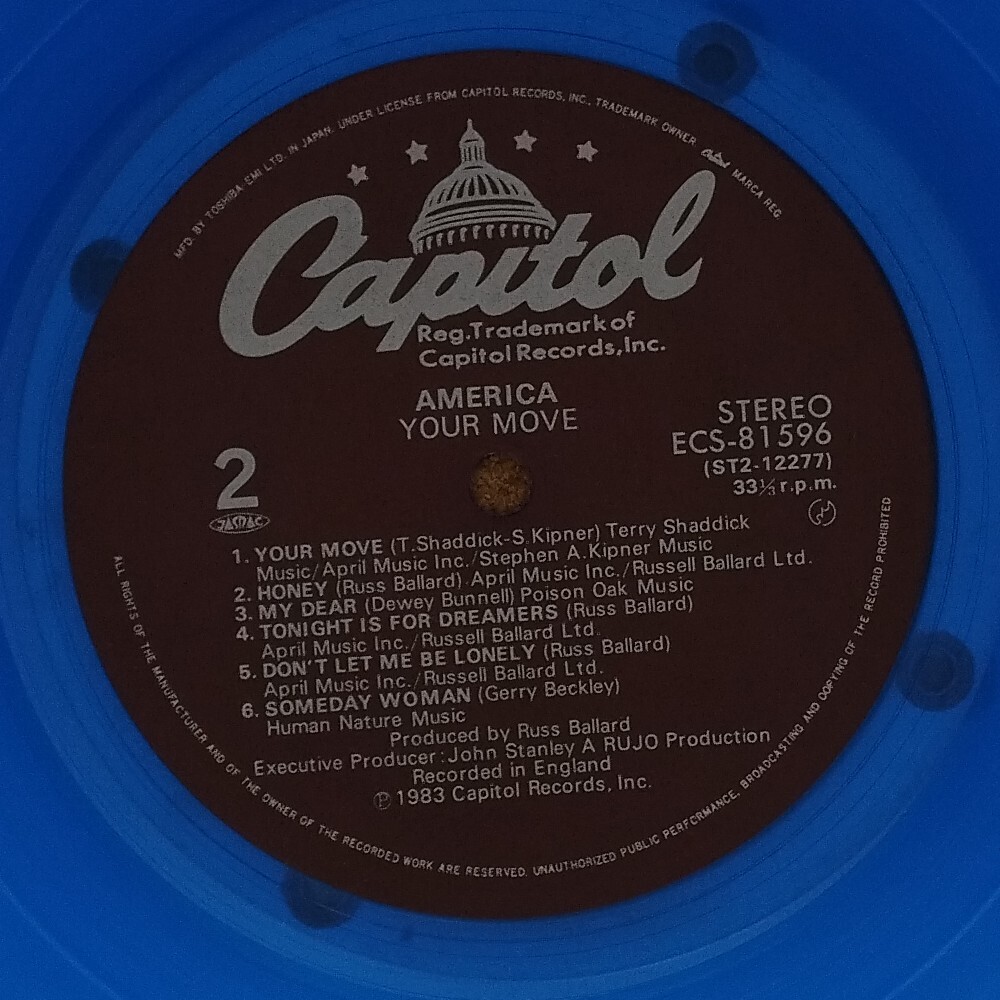 MFD. BY TOSHIBA-EMI LTD. IN JAPAN. UNDER LICENSE FROM CAPITOL RECORDS, INC., TRADEMARK OWNER Capitol MARCA REG.
Capitol
Reg.Trademark of
Capitol Records,Inc.
AMERICA
YOUR MOVE
STEREO
ECS-81596
(ST2-12277)
33⅓ r.p.m.
2
JASRAC
1. YOUR MOVE (T.Shaddick-S.Kipner) Terry Shaddick
Music/April Music Inc./Stephen A.Kipner Music
2. HONEY (Russ Ballard) April Music Inc./Russell Ballard Ltd.
3. MY DEAR (Dewey Bunnell) Poison Oak Music
4. TONIGHT IS FOR DREAMERS (Russ Ballard)
April Music Inc./Russell Ballard Ltd.
5. DON'T LET ME BE LONELY (Russ Ballard)
April Music Inc./Russell Ballard Ltd.
6. SOMEDAY WOMAN (Gerry Beckley)
Human Nature Music
Produced by Russ Ballard
Executive Producer:John Stanley A RUJO Production
Recorded in England
℗ 1983 Capitol Records, Inc.
ALL RIGHTS OF THE MANUFACTURER AND OF THE OWNER OF THE RECORDED WORK ARE RESERVED. UNAUTHORIZED PUBLIC PERFORMANCE, BROADCASTING AND COPYING OF THE RECORD PROHIBITED